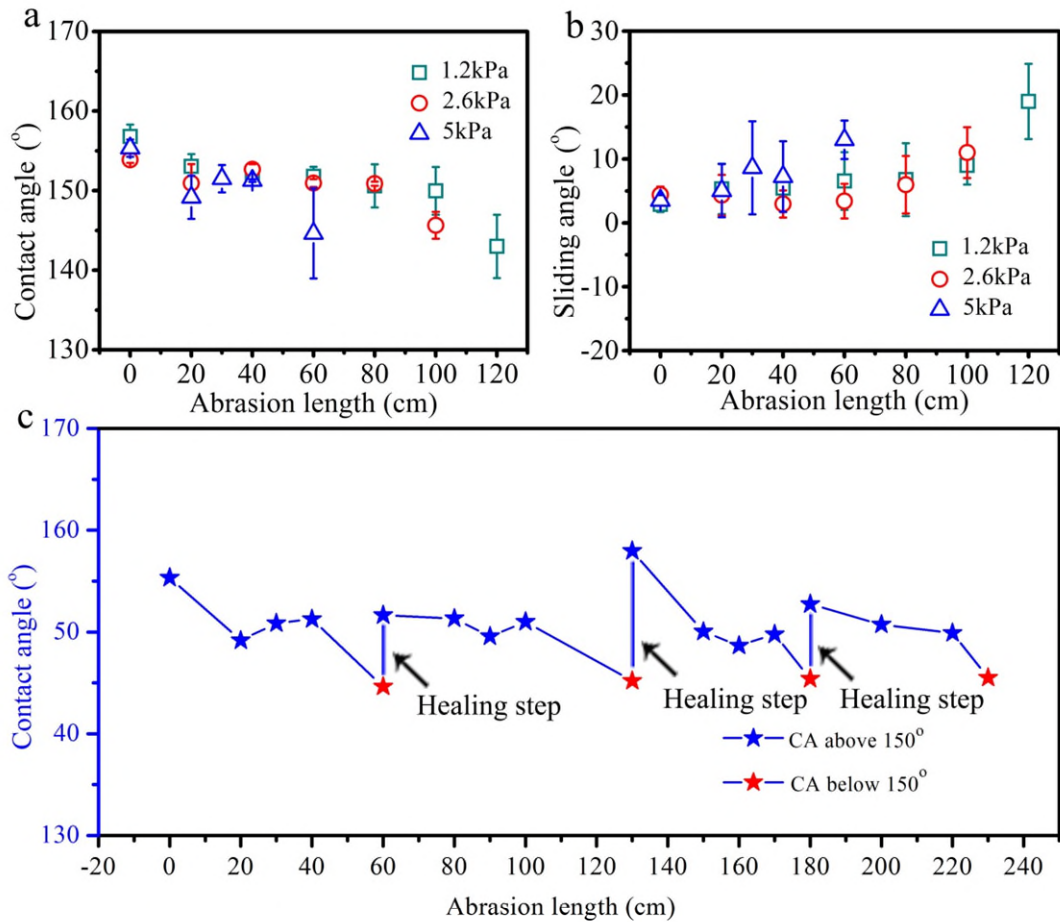 a
170
160
150
140
130
Contact angle (°)
1.2kPa
2.6kPa
5kPa
0 20 40 60 80 100 120
Abrasion length (cm)
b
30
20
10
0
-10
-20
Sliding angle (°)
1.2kPa
2.6kPa
5kPa
0 20 40 60 80 100 120
Abrasion length (cm)
c
170
160
50
50
40
130
Contact angle (°)
Healing step
Healing step
Healing step
CA above 150°
CA below 150°
-20 0 20 40 60 80 100 120 140 160 180 200 220 240
Abrasion length (cm)